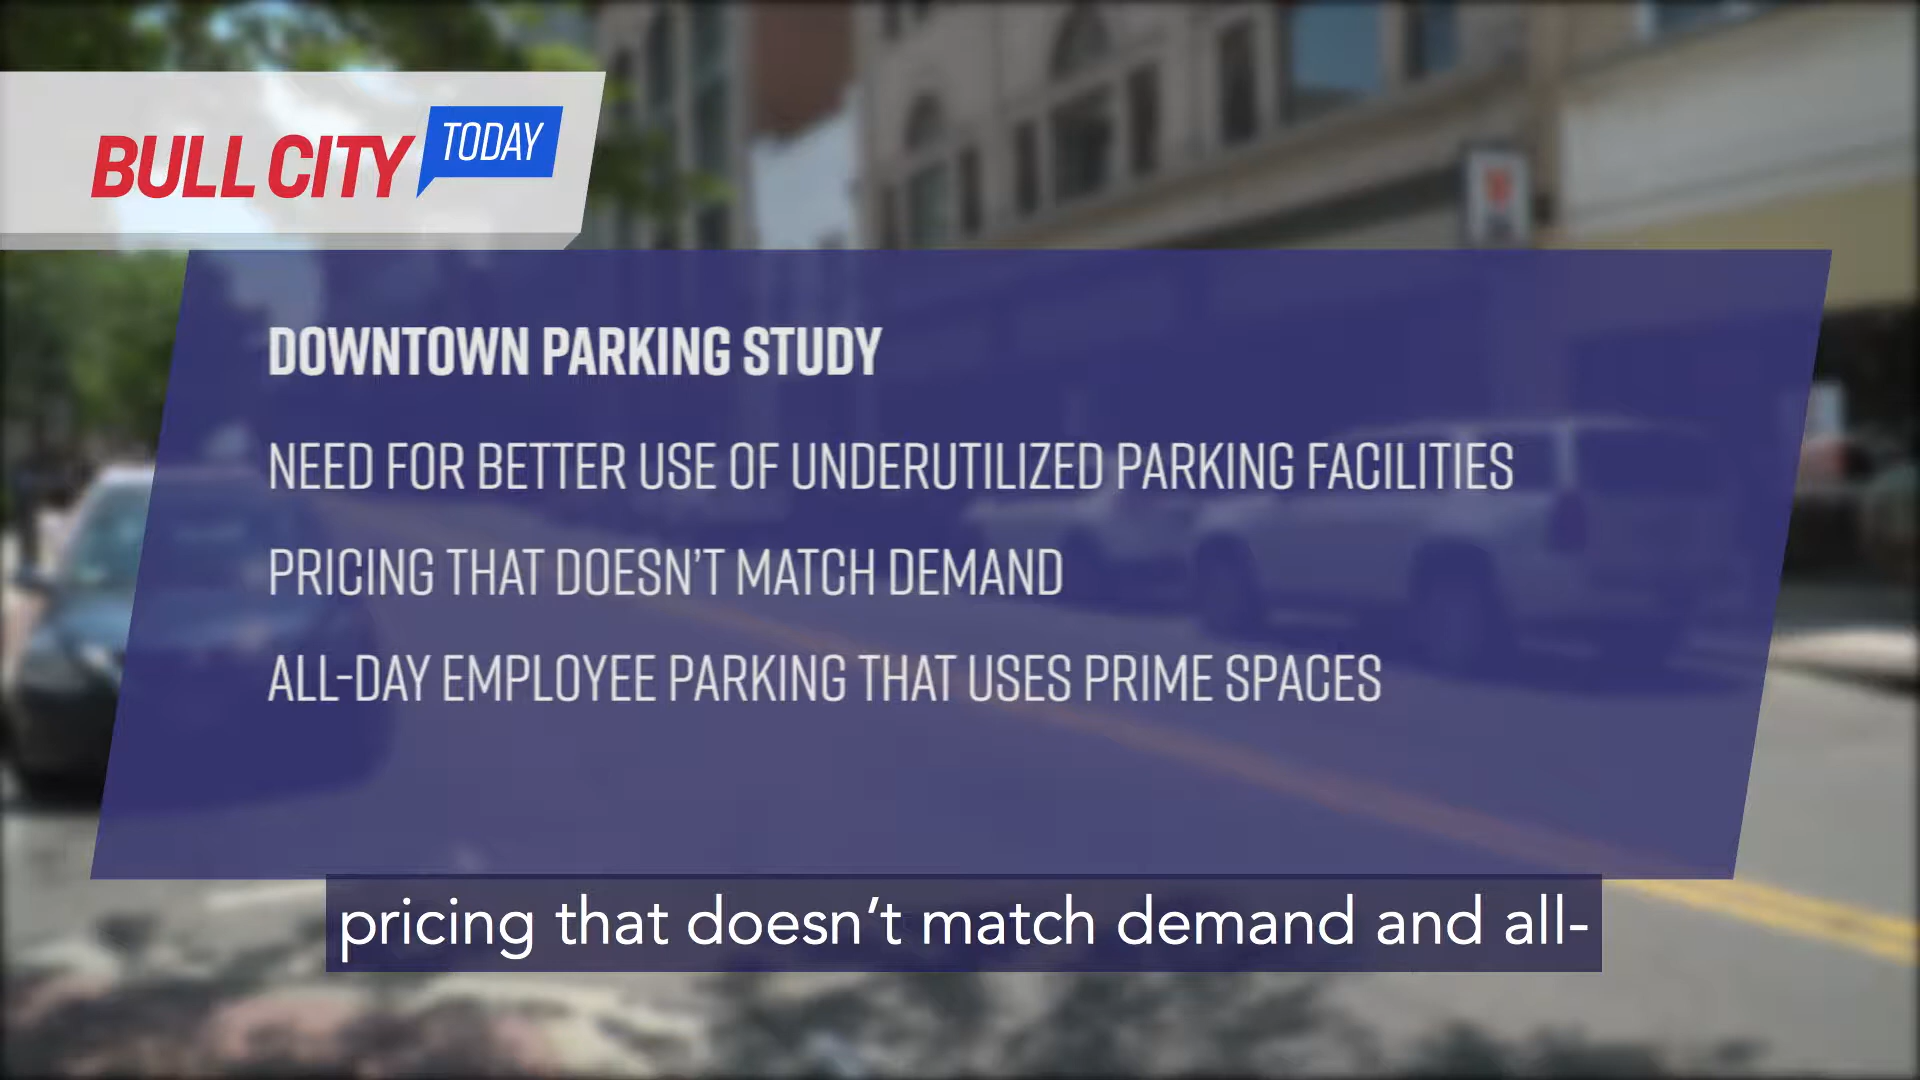 BULL CITY TODAY
DOWNTOWN PARKING STUDY
NEED FOR BETTER USE OF UNDERUTILIZED PARKING FACILITIES
PRICING THAT DOESN'T MATCH DEMAND
ALL-DAY EMPLOYEE PARKING THAT USES PRIME SPACES
pricing that doesn't match demand and all-